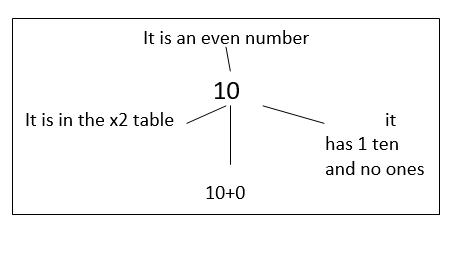 It is an even number
10
It is in the x2 table
it
has 1 ten
and no ones
10+0